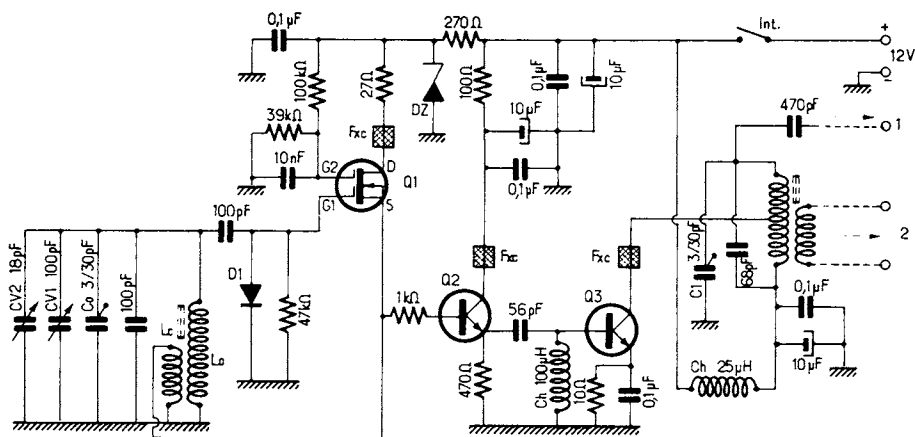 0,1µF
270Ω
Int.
+
12V
-
100kΩ
27Ω
DZ
100Ω
10µF
0,1µF
10µF
470pF
1
39kΩ
Fxc
0,1µF
10nF
G2
D
Q1
G1
S
3/30pF
2
100pF
Fxc
Fxc
C1
68pF
CV2 18pF
CV1 100pF
Co 3/30pF
100pF
D1
47kΩ
1kΩ
Q2
56pF
Q3
0,1µF
Lc
Lo
470Ω
Ch 100µH
10Ω
0,1µF
Ch 25µH
10µF